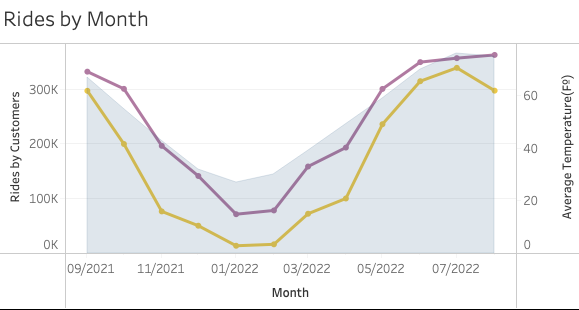 Rides by Month
Rides by Customers
300K
200K
100K
0K
60
40
20
0
Average Temperature(Fº)
09/2021
11/2021
01/2022
03/2022
05/2022
07/2022
Month